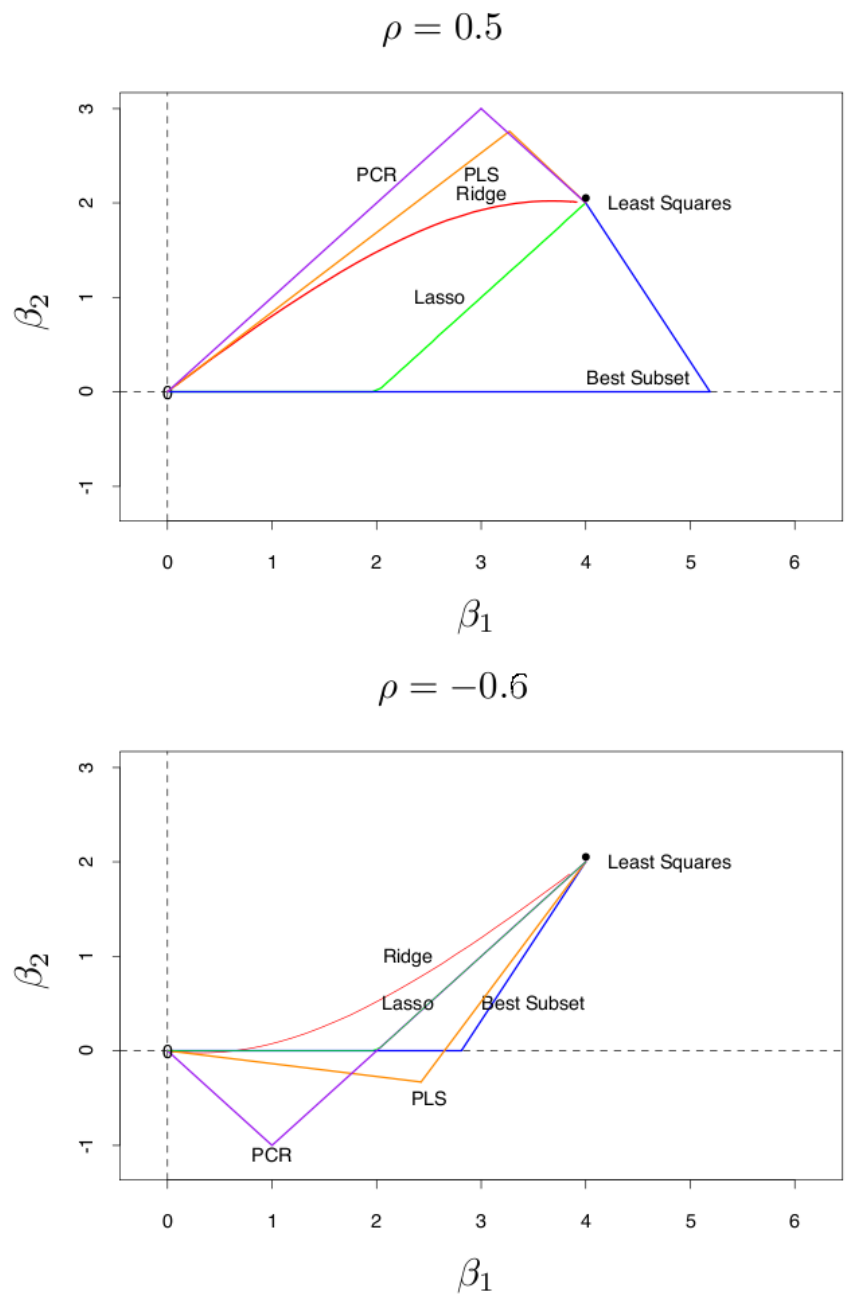 ρ = 0.5
3
PCR
PLS
Ridge
2
Least Squares
β₂
Lasso
1
Best Subset
0
0
-1
0 1 2 3 4 5 6
β₁
ρ = −0.6
3
2
Least Squares
β₂
Ridge
1
Lasso
Best Subset
0
0
PLS
-1
PCR
0 1 2 3 4 5 6
β₁